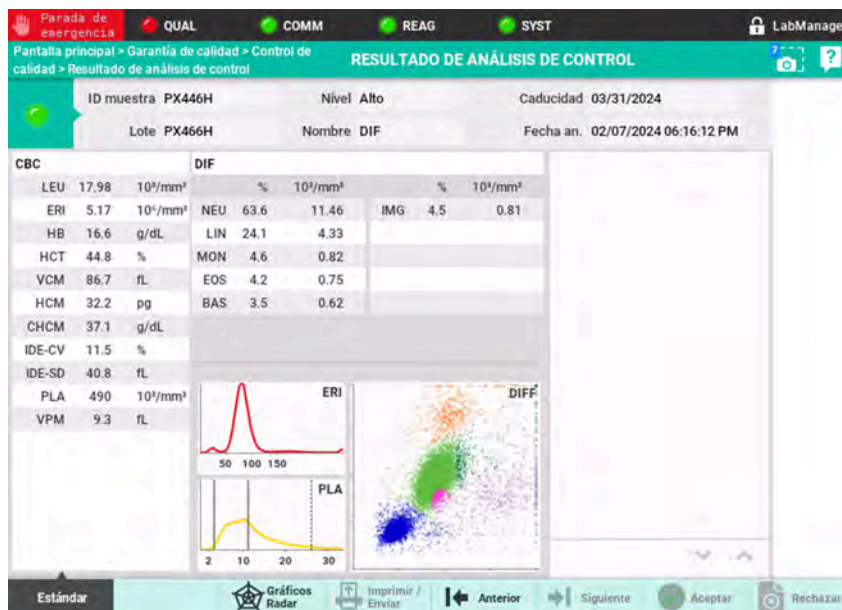 Parada de
emergencia
QUAL
COMM
REAG
SYST
LabManage
Pantalla principal > Garantía de calidad > Control de
calidad > Resultado de análisis de control
RESULTADO DE ANÁLISIS DE CONTROL
7
?
ID muestra PX446H Nivel Alto Caducidad 03/31/2024
Lote PX466H Nombre DIF Fecha an. 02/07/2024 06:16:12 PM
CBC
LEU 17.98 10³/mm³
ERI 5.17 10⁶/mm³
HB 16.6 g/dL
HCT 44.8 %
VCM 86.7 fL
HCM 32.2 pg
CHCM 37.1 g/dL
IDE-CV 11.5 %
IDE-SD 40.8 fL
PLA 490 10³/mm³
VPM 9.3 fL
DIF
% 10³/mm³ % 10³/mm³
NEU 63.6 11.46 IMG 4.5 0.81
LIN 24.1 4.33
MON 4.6 0.82
EOS 4.2 0.75
BAS 3.5 0.62
ERI
50 100 150
PLA
2 10 20 30
DIFF
Estándar
Gráficos
Radar
Imprimir /
Enviar
Anterior
Siguiente
Aceptar
Rechazar